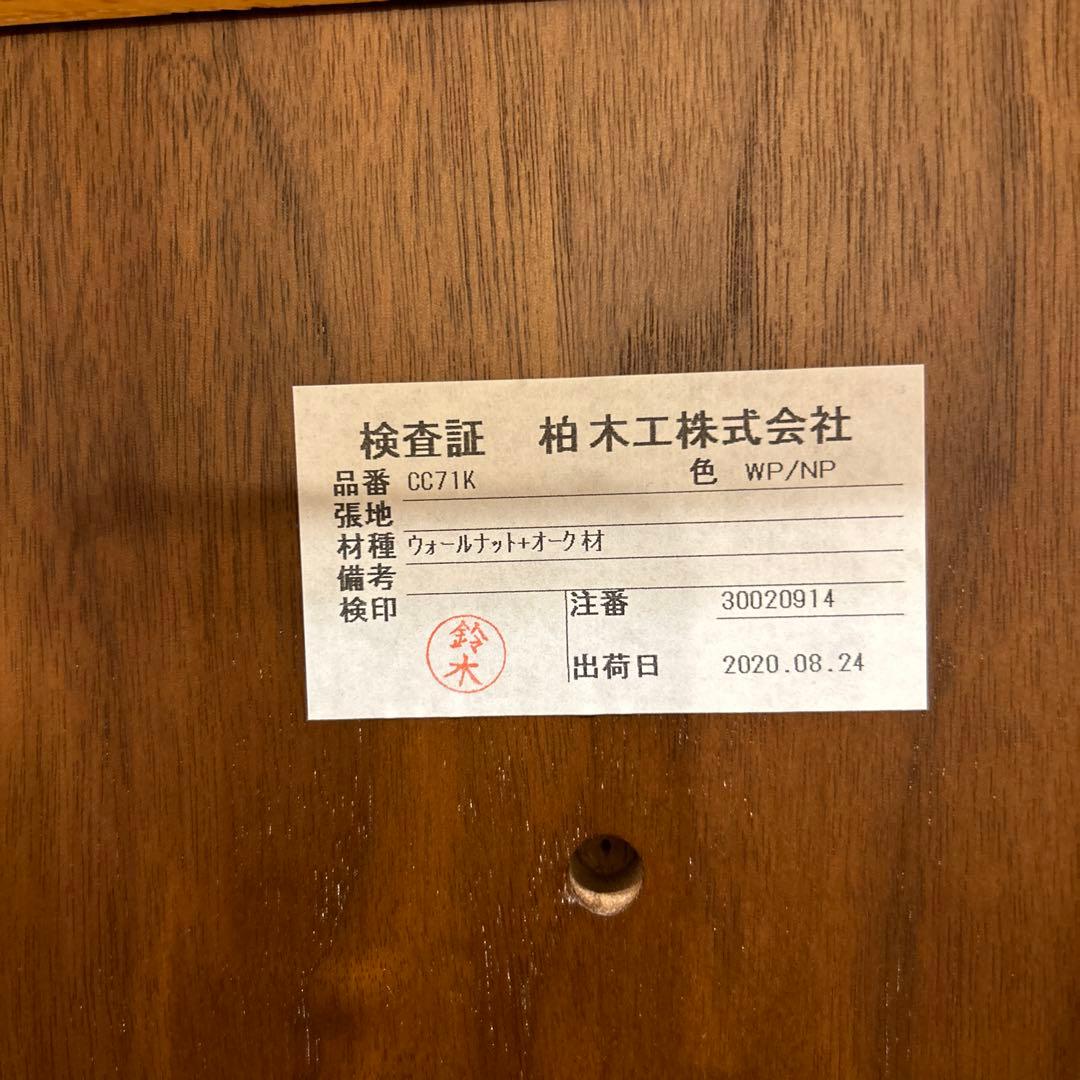 検査証 柏木工株式会社
品番 CC71K 色 WP/NP
張地
材種 ウォールナット+オーク材
備考
検印 注番 30020914
鈴木
出荷日 2020.08.24